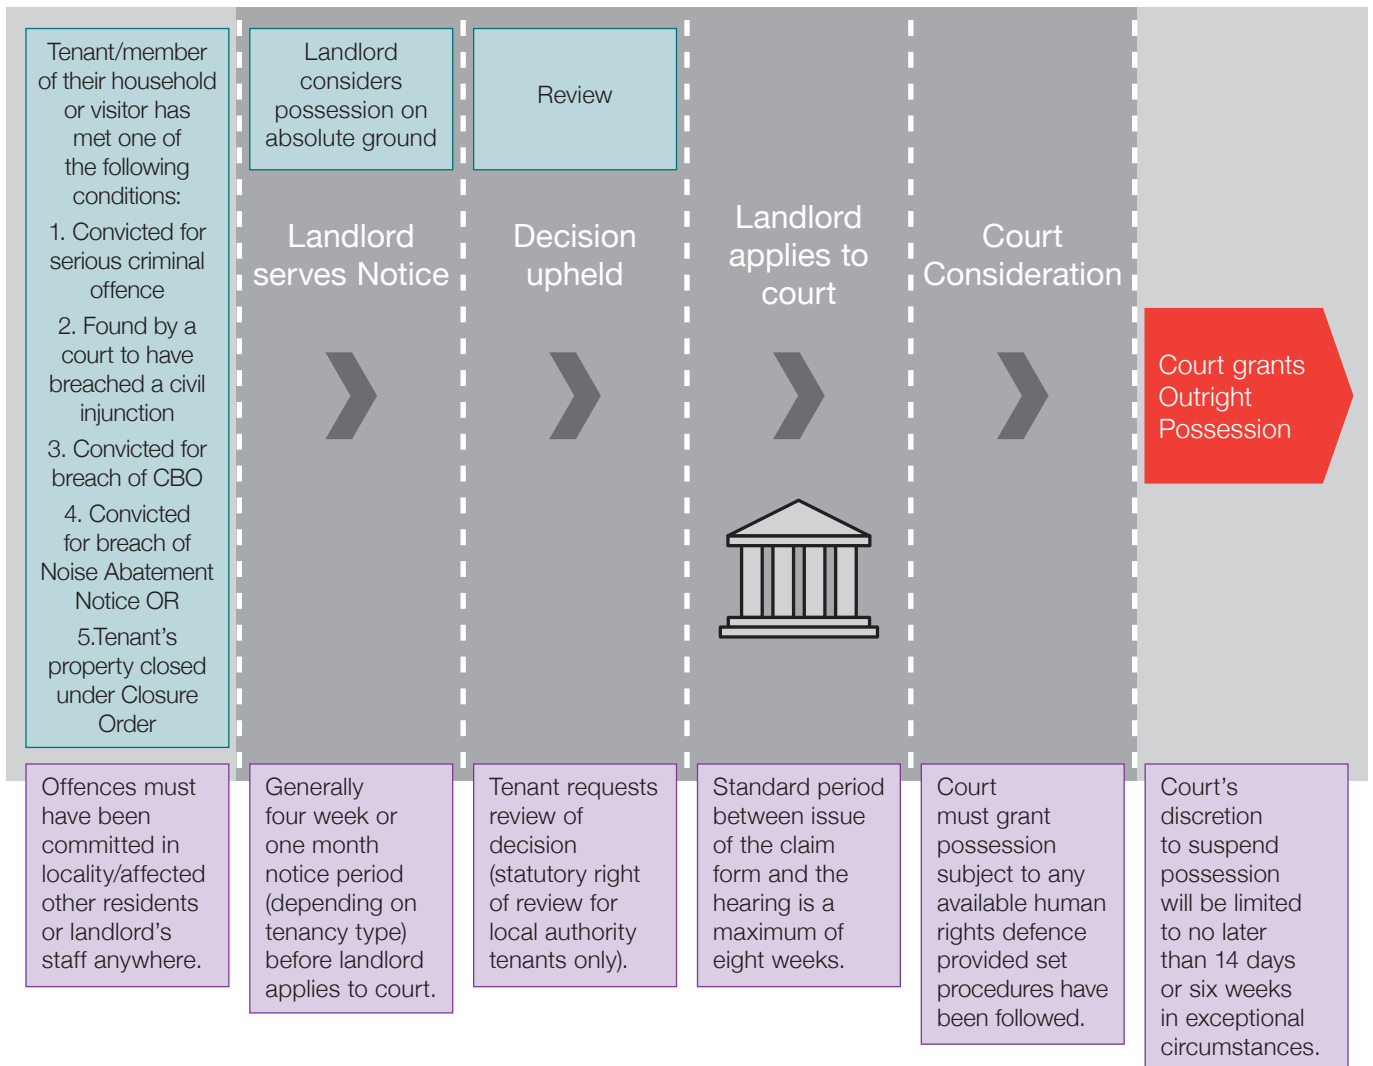 Tenant/member
of their household
or visitor has
met one of
the following
conditions:
1. Convicted for
serious criminal
offence
2. Found by a
court to have
breached a civil
injunction
3. Convicted for
breach of CBO
4. Convicted
for breach of
Noise Abatement
Notice OR
5.Tenant’s
property closed
under Closure
Order
Offences must
have been
committed in
locality/affected
other residents
or landlord’s
staff anywhere.
Landlord
considers
possession on
absolute ground
Landlord
serves Notice
Generally
four week or
one month
notice period
(depending on
tenancy type)
before landlord
applies to court.
Review
Decision
upheld
Tenant requests
review of
decision
(statutory right
of review for
local authority
tenants only).
Landlord
applies to
court
Standard period
between issue
of the claim
form and the
hearing is a
maximum of
eight weeks.
Court
Consideration
Court
must grant
possession
subject to any
available human
rights defence
provided set
procedures have
been followed.
Court grants
Outright
Possession
Court’s
discretion
to suspend
possession
will be limited
to no later
than 14 days
or six weeks
in exceptional
circumstances.